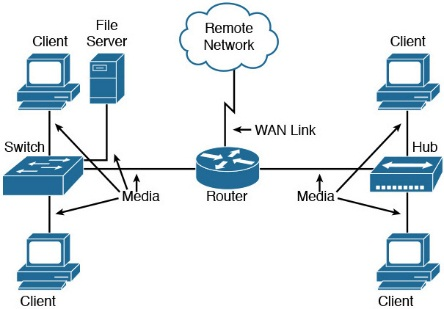 File
Server
Client
Remote
Network
Client
WAN Link
Switch
Hub
Media
Router
Media
Client
Client